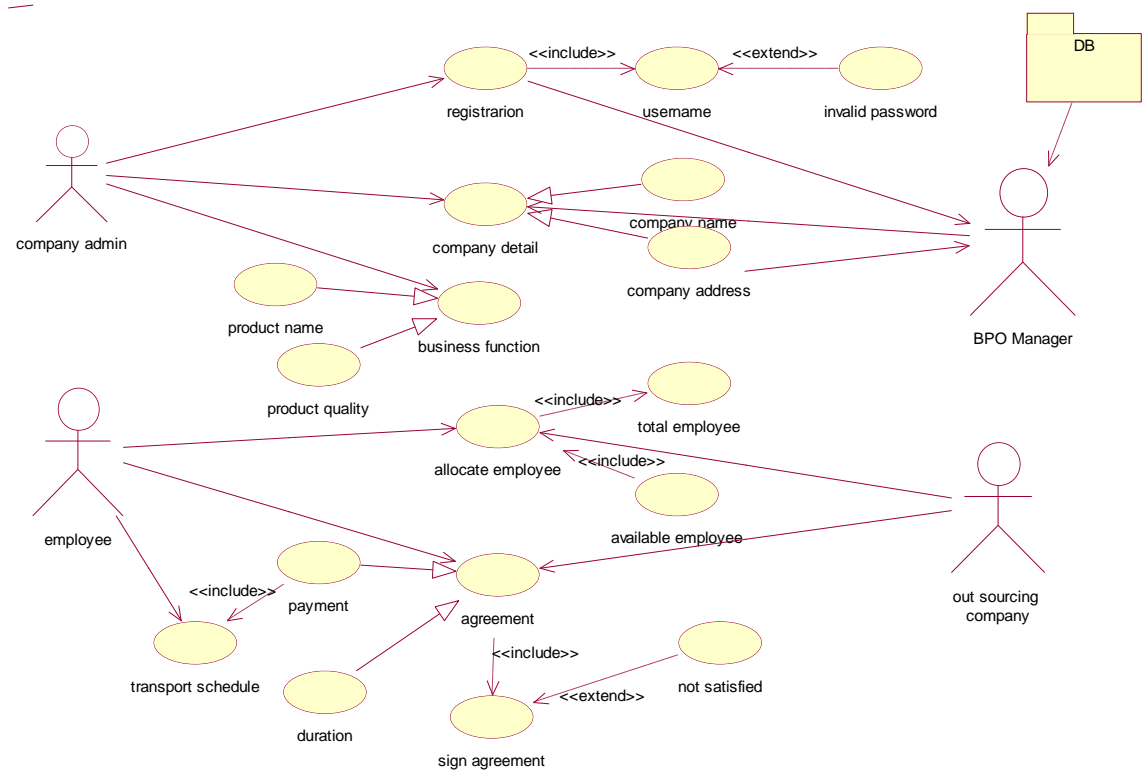 <<include>>
<<extend>>
DB
registrarion
username
invalid password
company admin
company name
company detail
company address
product name
business function
BPO Manager
product quality
<<include>>
total employee
allocate employee
<<include>>
available employee
employee
<<include>>
payment
agreement
out sourcing
company
transport schedule
<<include>>
not satisfied
<<extend>>
duration
sign agreement